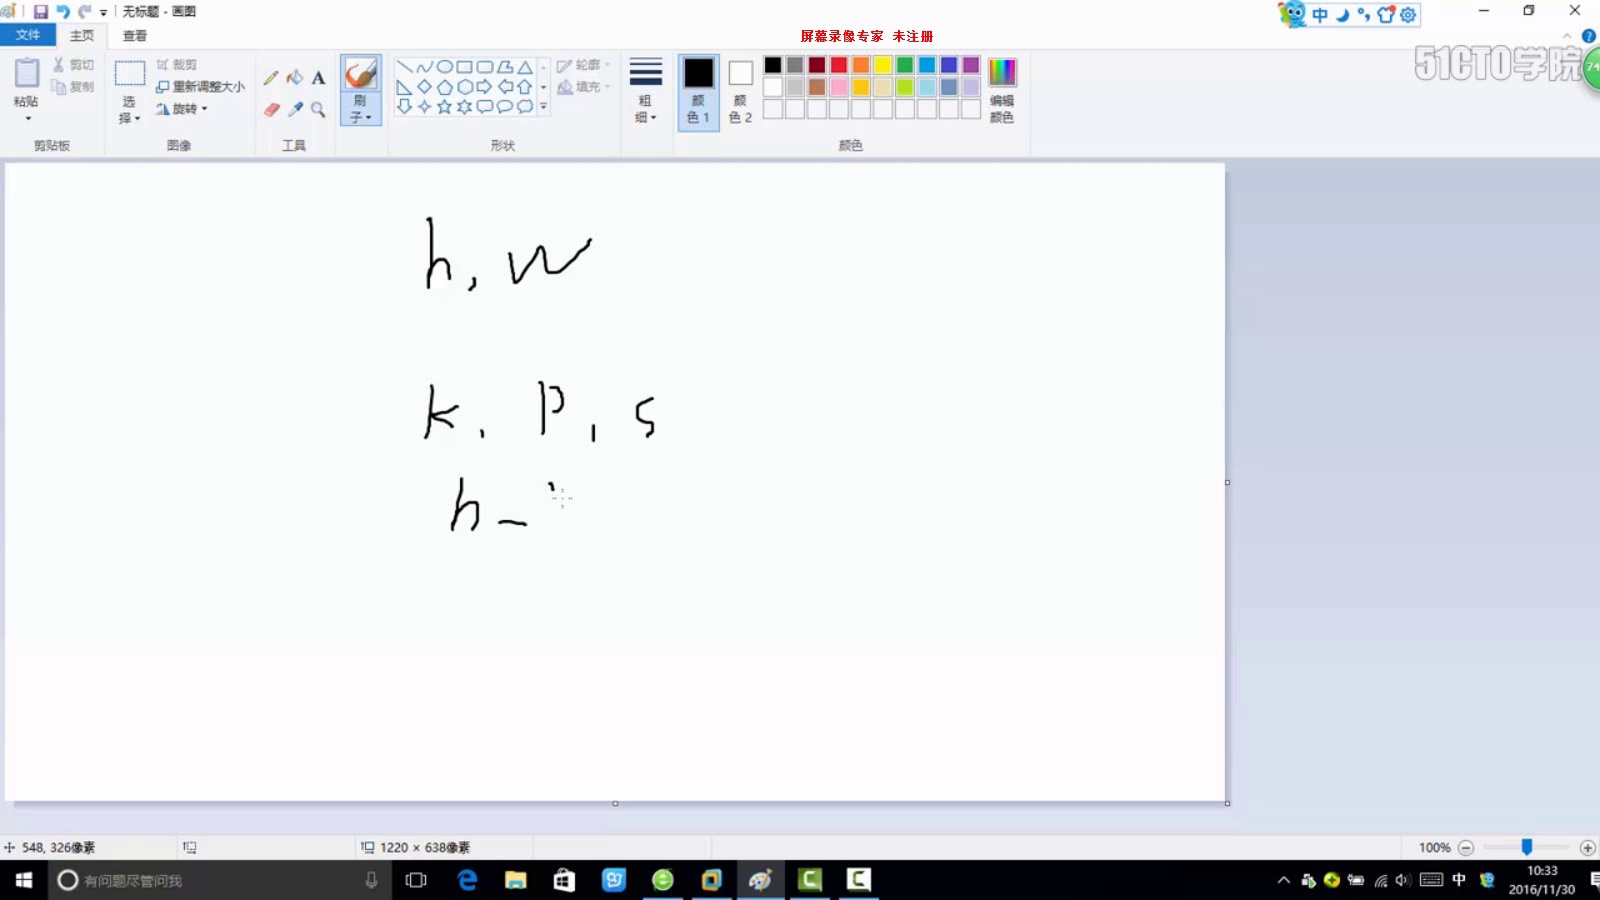 无标题 - 画图
中
文件 主页 查看
屏幕录像专家 未注册
51CTO学院
74
粘贴 剪切 复制
选择 裁剪 重新调整大小 旋转
A
刷子
轮廓 填充
粗细
颜色 1
颜色 2
编辑颜色
剪贴板 图像 工具 形状 颜色
h, w
k, p, s
h -
548, 326像素 1220 × 638像素 100%
有问题尽管问我
中
10:33
2016/11/30